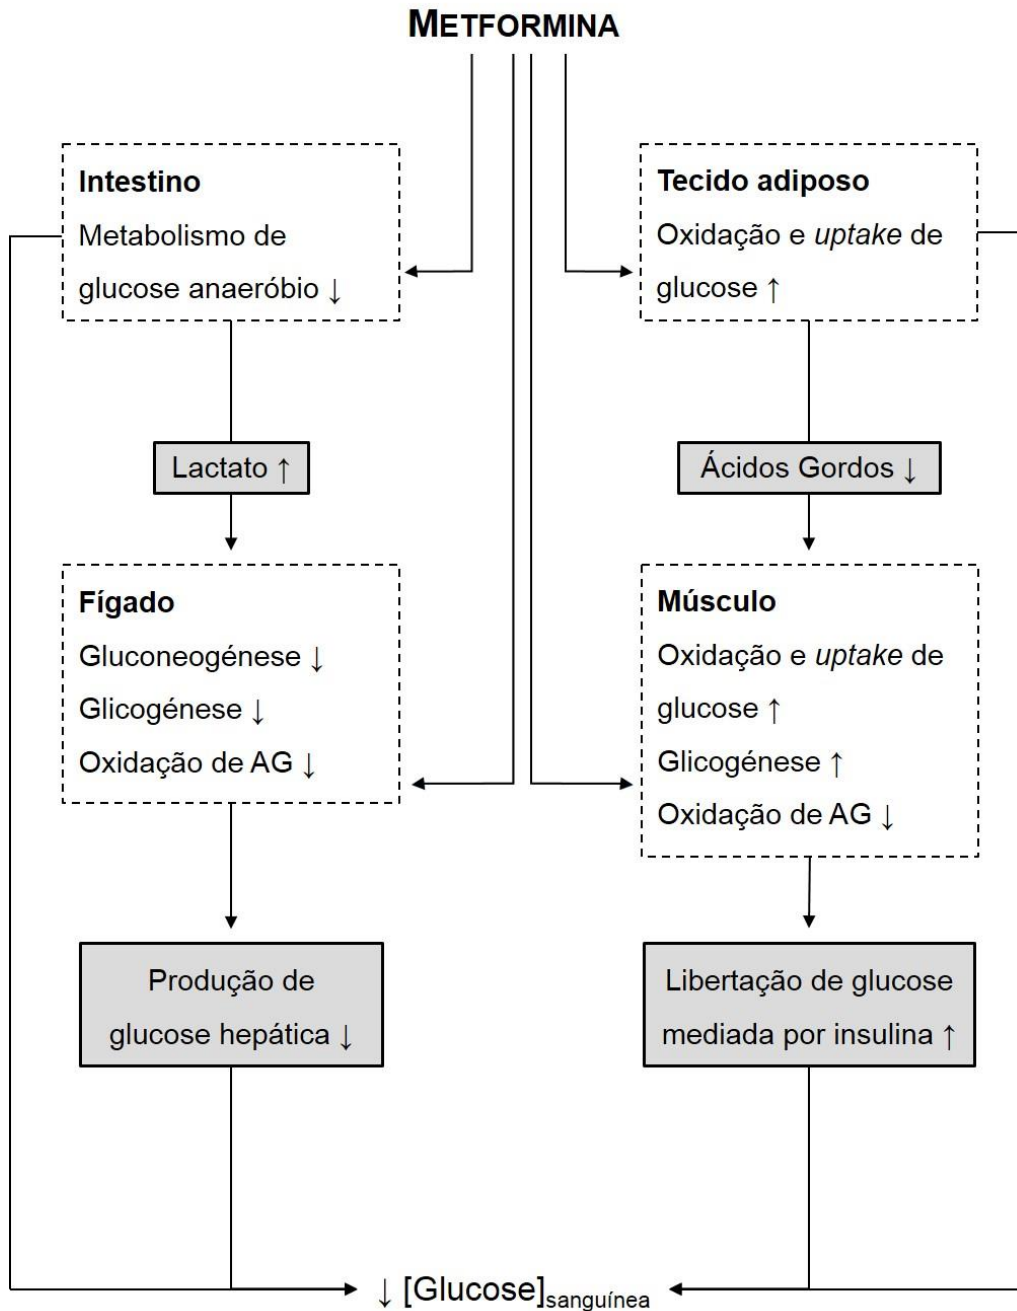 METFORMINA
Intestino
Metabolismo de
glucose anaeróbio ↓
Tecido adiposo
Oxidação e uptake de
glucose ↑
Lactato ↑
Ácidos Gordos ↓
Fígado
Gluconeogénese ↓
Glicogénese ↓
Oxidação de AG ↓
Músculo
Oxidação e uptake de
glucose ↑
Glicogénese ↑
Oxidação de AG ↓
Produção de
glucose hepática ↓
Libertação de glucose
mediada por insulina ↑
↓ [Glucose]sanguínea